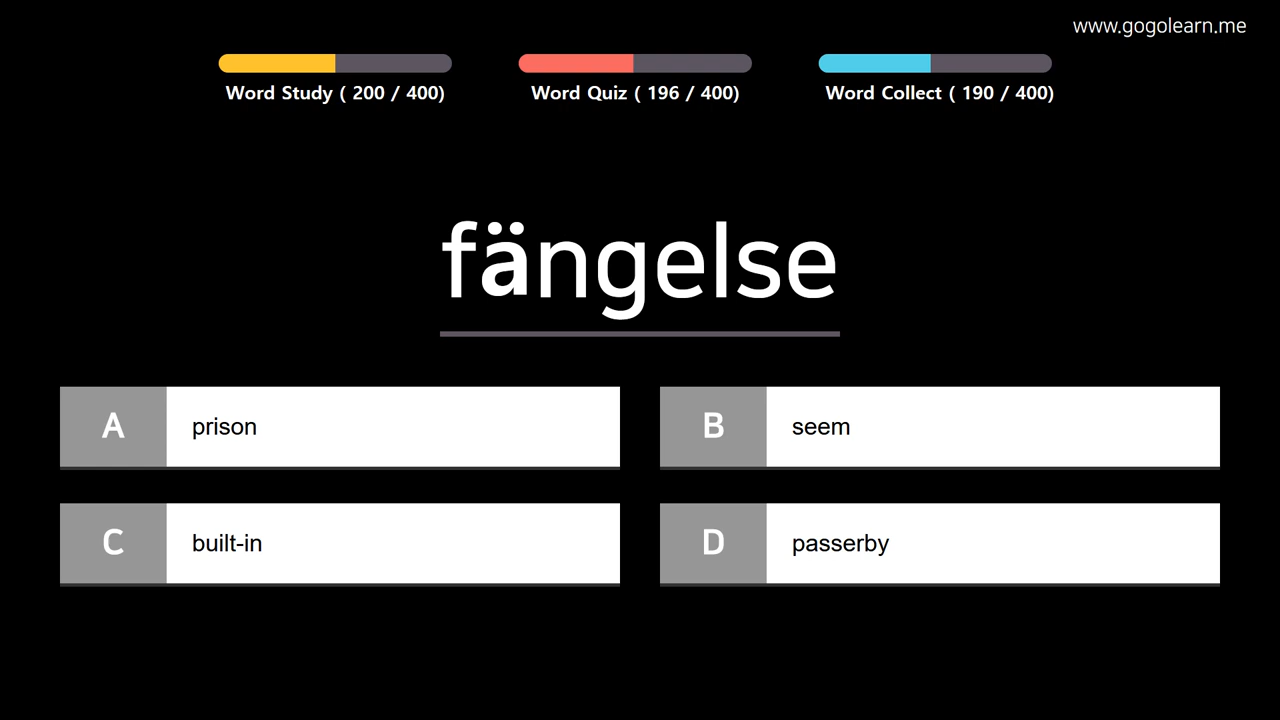 www.gogolearn.me
Word Study ( 200 / 400)
Word Quiz ( 196 / 400)
Word Collect ( 190 / 400)
fängelse
A prison
B seem
C built-in
D passerby